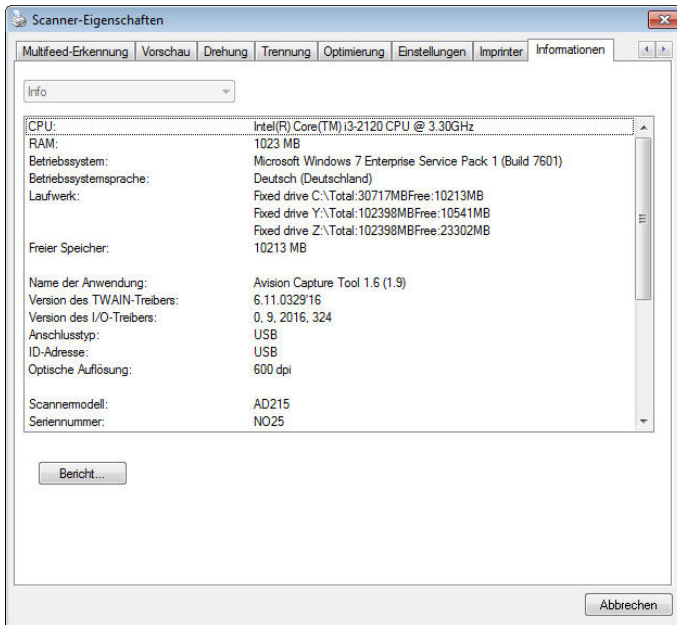 Scanner-Eigenschaften
Multifeed-Erkennung Vorschau Drehung Trennung Optimierung Einstellungen Imprinter Informationen
Info
CPU: Intel(R) Core(TM) i3-2120 CPU @ 3.30GHz
RAM: 1023 MB
Betriebssystem: Microsoft Windows 7 Enterprise Service Pack 1 (Build 7601)
Betriebssystemsprache: Deutsch (Deutschland)
Laufwerk: Fixed drive C:\Total:30717MBFree:10213MB
Fixed drive Y:\Total:102398MBFree:10541MB
Fixed drive Z:\Total:102398MBFree:23302MB
Freier Speicher: 10213 MB
Name der Anwendung: Avision Capture Tool 1.6 (1.9)
Version des TWAIN-Treibers: 6.11.0329'16
Version des I/O-Treibers: 0, 9, 2016, 324
Anschlusstyp: USB
ID-Adresse: USB
Optische Auflösung: 600 dpi
Scannermodell: AD215
Seriennummer: NO25
Bericht...
Abbrechen